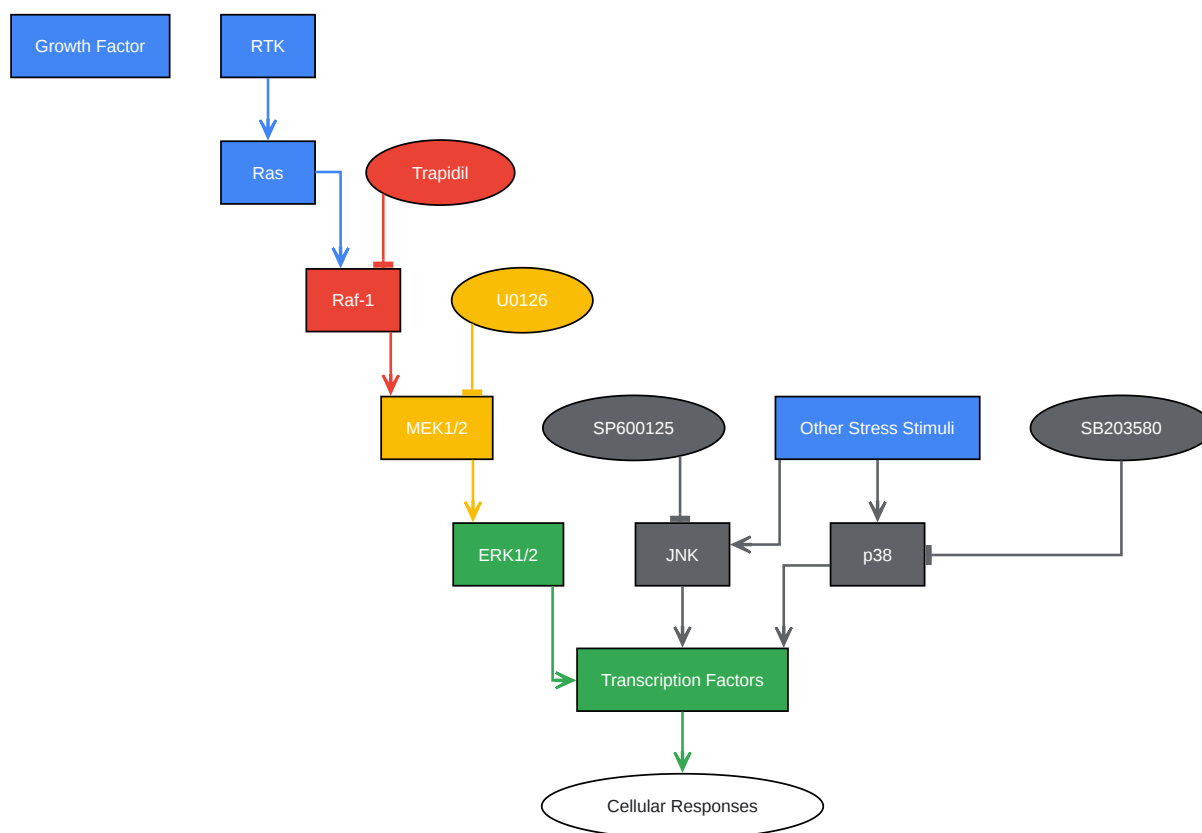 Growth Factor
RTK
Ras
Trapidil
Raf-1
U0126
MEK1/2
SP600125
Other Stress Stimuli
SB203580
ERK1/2
JNK
p38
Transcription Factors
Cellular Responses